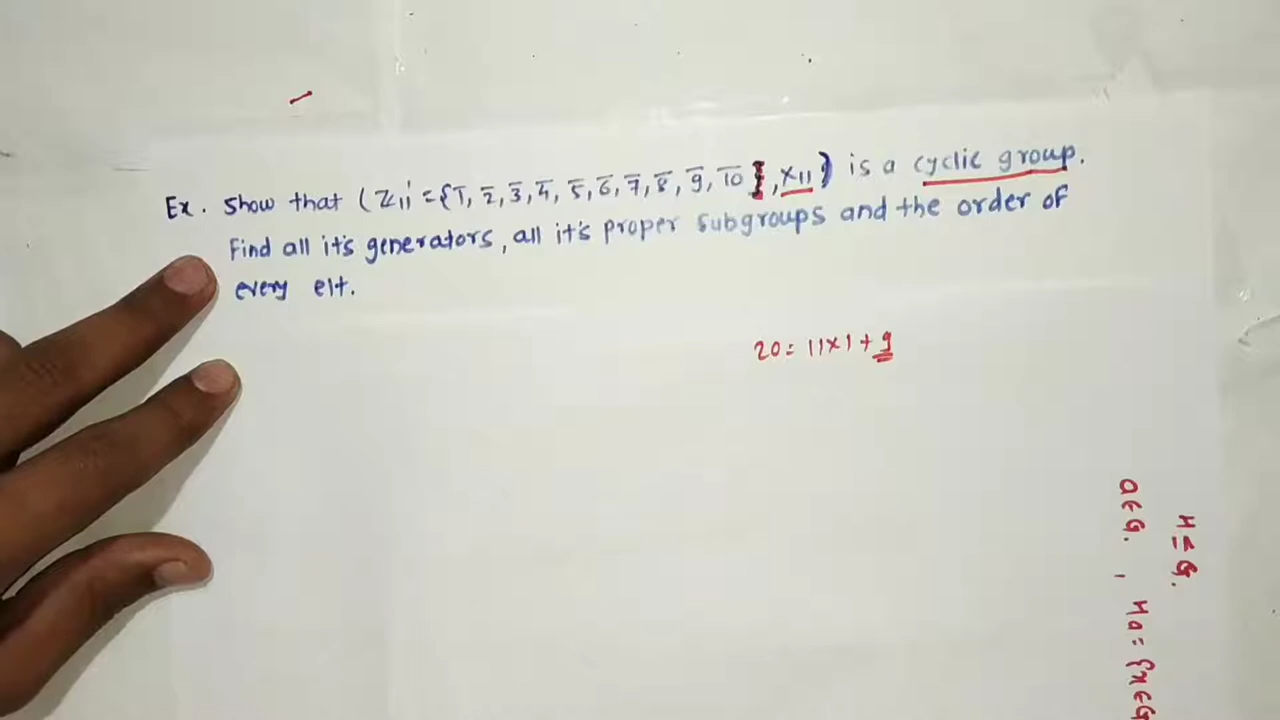 Ex. Show that (Z₁₁' = {1̄, 2̄, 3̄, 4̄, 5̄, 6̄, 7̄, 8̄, 9̄, 1̄0̄}, ×₁₁) is a cyclic group.
Find all it's generators, all it's proper subgroups and the order of
every elt.
20 = 11×1 + 9
H ≤ G.
a ∈ G. , Ha = {x ∈ G